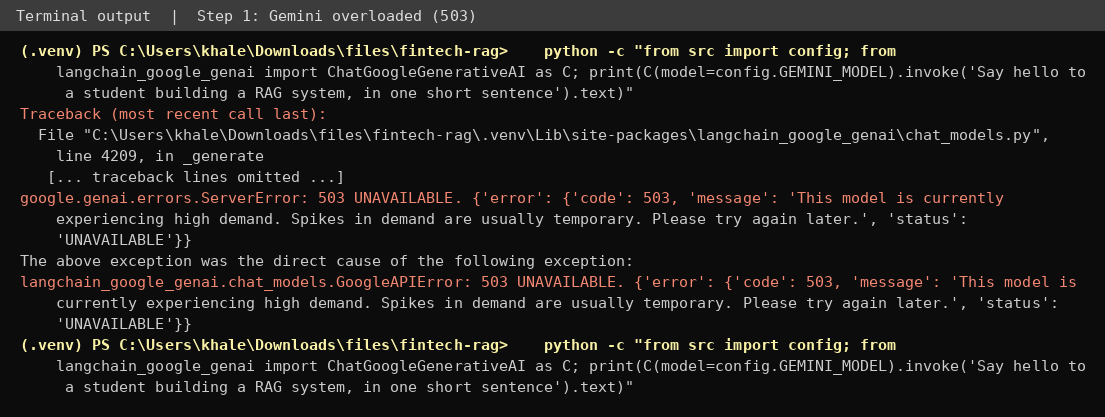 Terminal output  |  Step 1: Gemini overloaded (503)
(.venv) PS C:\Users\khale\Downloads\files\fintech-rag>    python -c "from src import config; from
    langchain_google_genai import ChatGoogleGenerativeAI as C; print(C(model=config.GEMINI_MODEL).invoke('Say hello to
     a student building a RAG system, in one short sentence').text)"
Traceback (most recent call last):
  File "C:\Users\khale\Downloads\files\fintech-rag\.venv\Lib\site-packages\langchain_google_genai\chat_models.py",
    line 4209, in _generate
   [... traceback lines omitted ...]
google.genai.errors.ServerError: 503 UNAVAILABLE. {'error': {'code': 503, 'message': 'This model is currently
    experiencing high demand. Spikes in demand are usually temporary. Please try again later.', 'status':
    'UNAVAILABLE'}}
The above exception was the direct cause of the following exception:
langchain_google_genai.chat_models.GoogleAPIError: 503 UNAVAILABLE. {'error': {'code': 503, 'message': 'This model is
    currently experiencing high demand. Spikes in demand are usually temporary. Please try again later.', 'status':
    'UNAVAILABLE'}}
(.venv) PS C:\Users\khale\Downloads\files\fintech-rag>    python -c "from src import config; from
    langchain_google_genai import ChatGoogleGenerativeAI as C; print(C(model=config.GEMINI_MODEL).invoke('Say hello to
     a student building a RAG system, in one short sentence').text)"